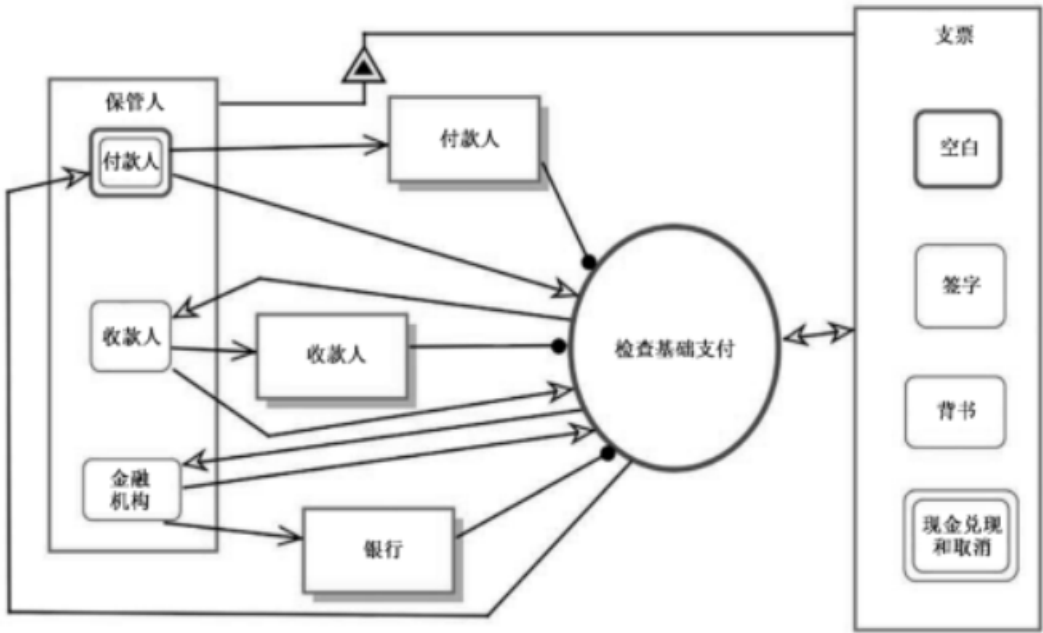 支票
保管人
付款人
付款人
空白
签字
收款人
收款人
检查基础支付
背书
金融
机构
银行
现金兑现
和取消